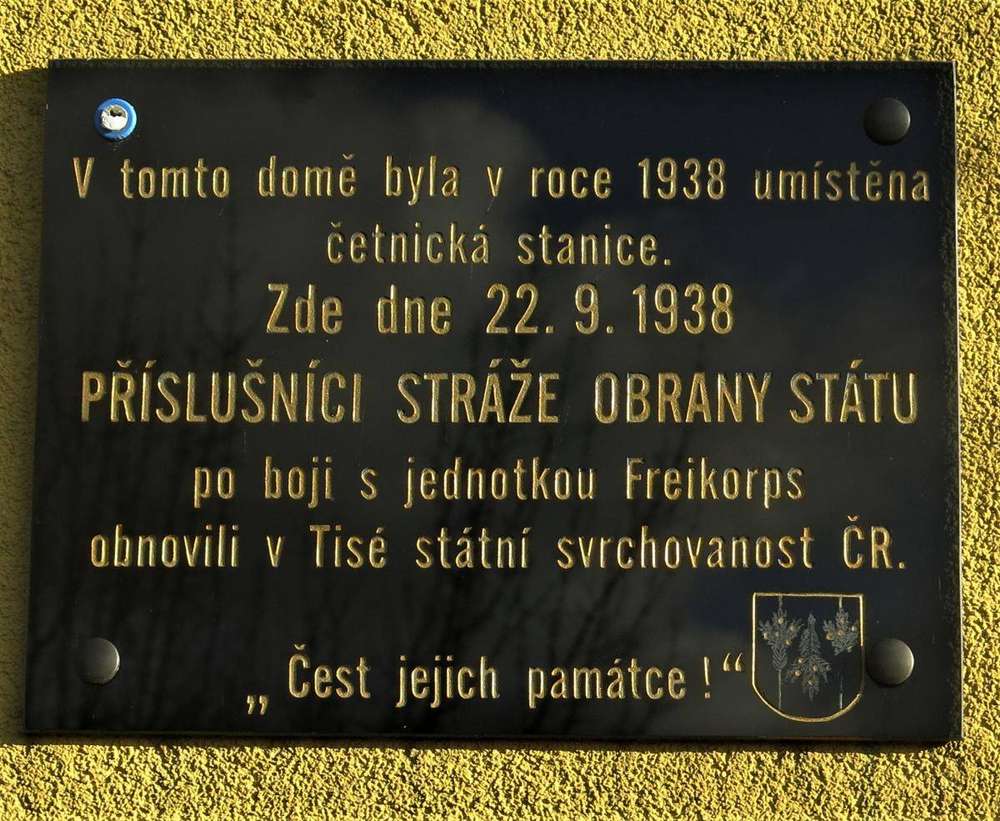 V tomto domě byla v roce 1938 umístěna
četnická stanice.
Zde dne 22. 9. 1938
PŘÍSLUŠNÍCI STRÁŽE OBRANY STÁTU
po boji s jednotkou Freikorps
obnovili v Tisé státní svrchovanost ČR.
„ Čest jejich památce ! “